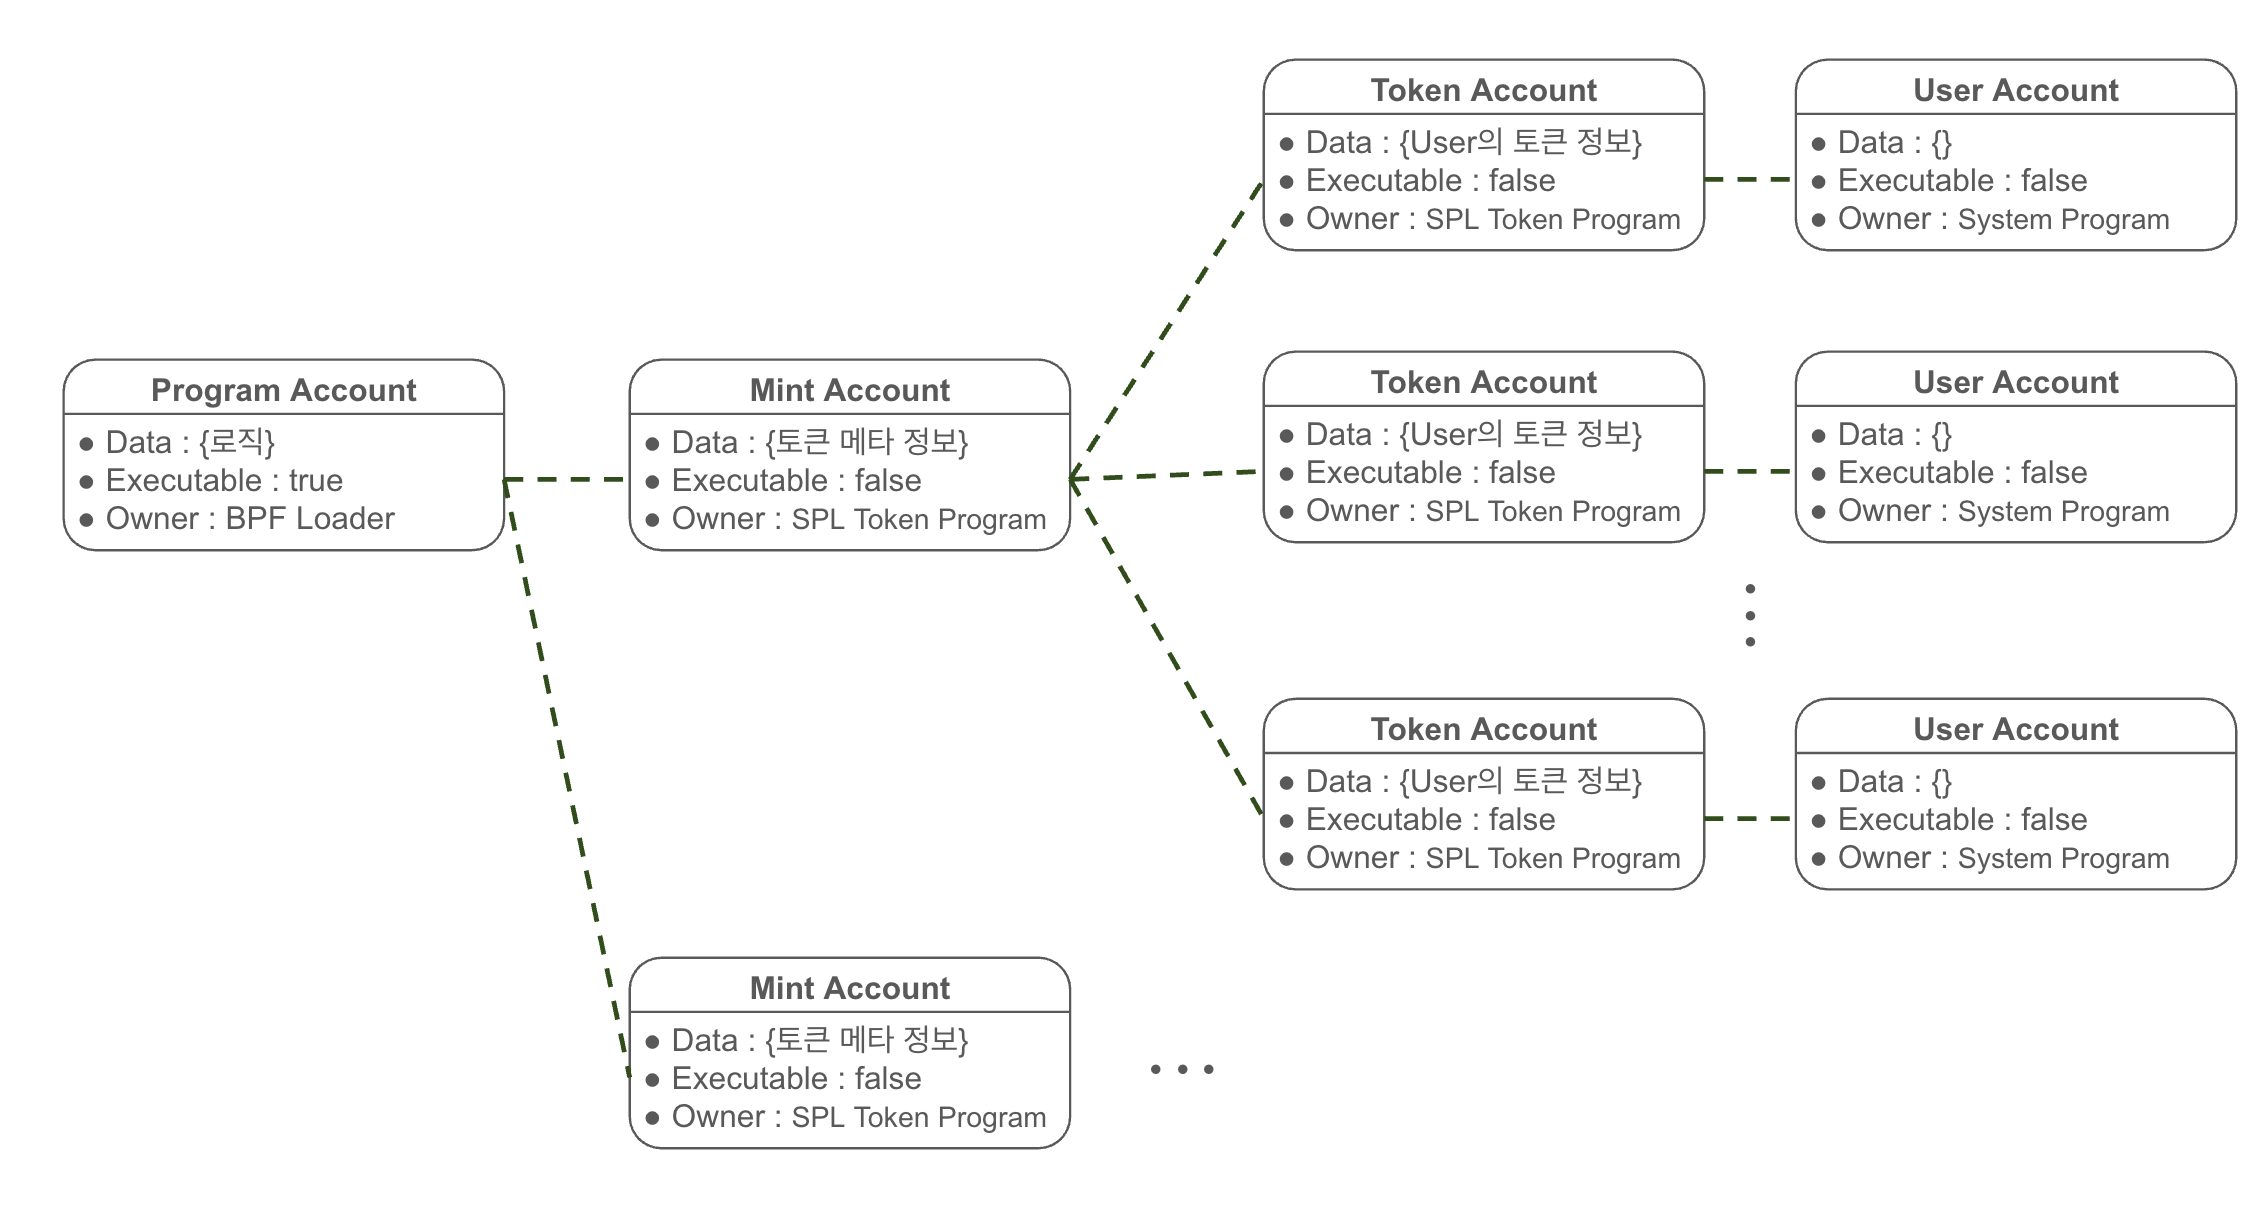 Token Account
● Data : {User의 토큰 정보}
● Executable : false
● Owner : SPL Token Program
User Account
● Data : {}
● Executable : false
● Owner : System Program
Program Account
● Data : {로직}
● Executable : true
● Owner : BPF Loader
Mint Account
● Data : {토큰 메타 정보}
● Executable : false
● Owner : SPL Token Program
Token Account
● Data : {User의 토큰 정보}
● Executable : false
● Owner : SPL Token Program
User Account
● Data : {}
● Executable : false
● Owner : System Program
Token Account
● Data : {User의 토큰 정보}
● Executable : false
● Owner : SPL Token Program
User Account
● Data : {}
● Executable : false
● Owner : System Program
Mint Account
● Data : {토큰 메타 정보}
● Executable : false
● Owner : SPL Token Program